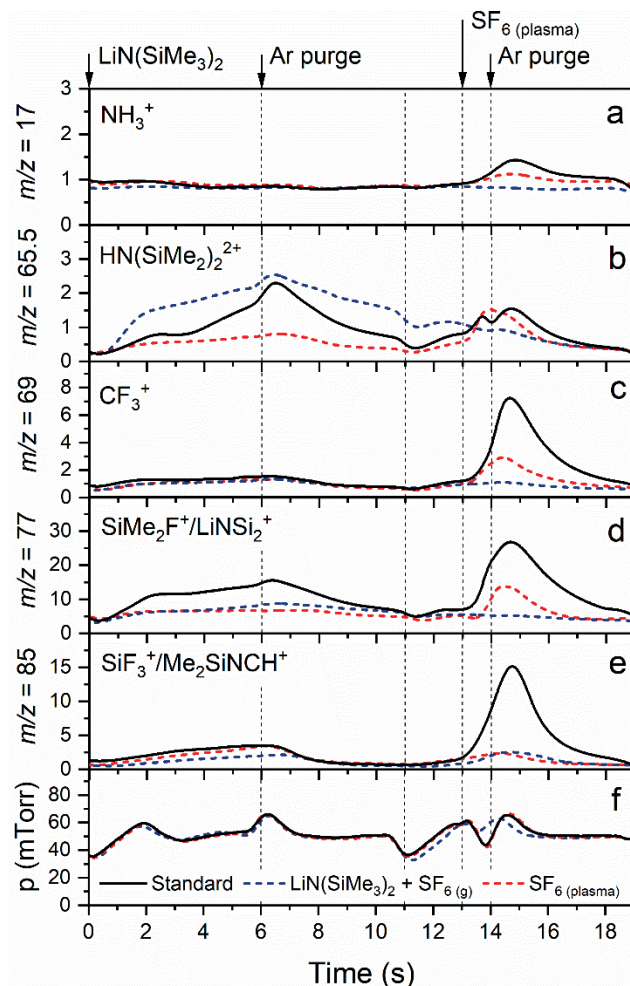 SF6 (plasma)
LiN(SiMe3)2 Ar purge Ar purge
3
2
1
0
m/z = 17
NH3+
a
3
2
1
0
m/z = 65.5
HN(SiMe2)2 2+
b
8
6
4
2
0
m/z = 69
CF3+
c
30
20
10
0
m/z = 77
SiMe2F+/LiNSi2+
d
15
10
5
0
m/z = 85
SiF3+/Me2SiNCH+
e
100
80
60
40
20
0
p (mTorr)
f
Standard LiN(SiMe3)2 + SF6 (g) SF6 (plasma)
0 2 4 6 8 10 12 14 16 18
Time (s)